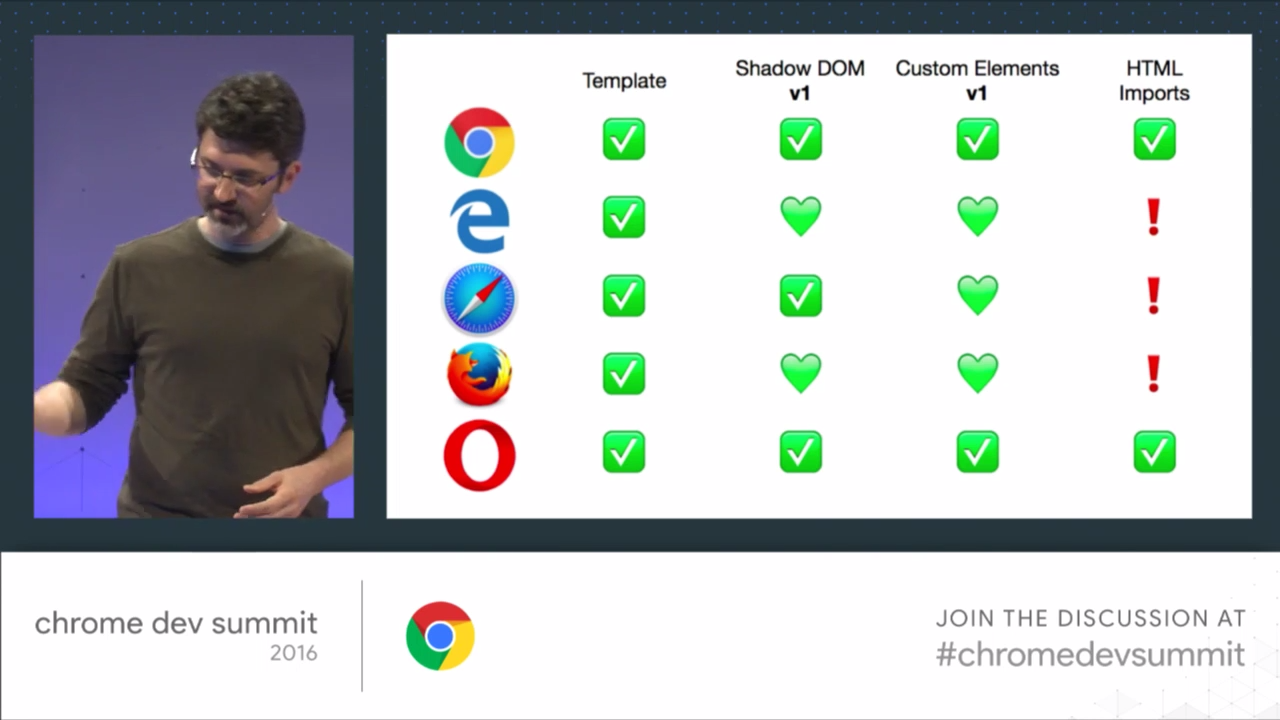 Template
Shadow DOM
v1
Custom Elements
v1
HTML
Imports
chrome dev summit
2016
JOIN THE DISCUSSION AT
#chromedevsummit